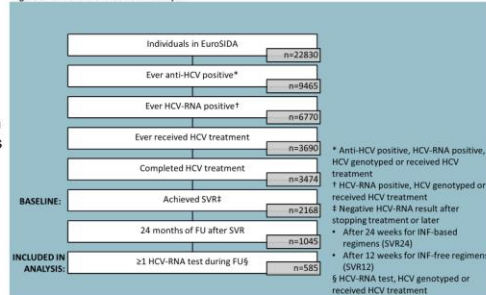 Individuals in EuroSIDA
n=22830
Ever anti-HCV positive*
n=9465
Ever HCV-RNA positive†
n=6770
Ever received HCV treatment
n=3690
Completed HCV treatment
n=3474
BASELINE:
Achieved SVR‡
n=2168
24 months of FU after SVR
n=1045
INCLUDED IN
ANALYSIS:
≥1 HCV-RNA test during FU§
n=585
* Anti-HCV positive, HCV-RNA positive,
HCV genotyped or received HCV
treatment
† HCV-RNA positive, HCV genotyped or
received HCV treatment
‡ Negative HCV-RNA result after
stopping treatment or later
• After 24 weeks for INF-based
regimens (SVR24)
• After 12 weeks for INF-free regimens
(SVR12)
§ HCV-RNA test, HCV genotyped or
received HCV treatment